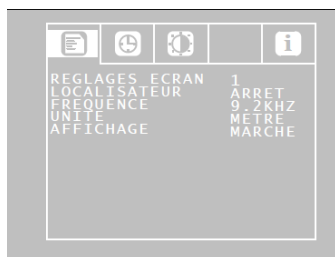 i
REGLAGES ECRAN 1
LOCALISATEUR ARRET
FREQUENCE 9.2KHZ
UNITE METRE
AFFICHAGE MARCHE